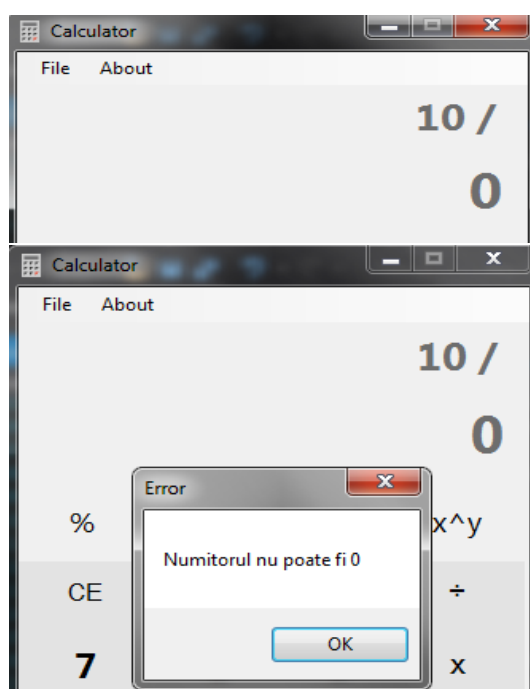 Calculator
File About
10 /
0
Calculator
File About
10 /
0
Error
% x^y
Numitorul nu poate fi 0
CE ÷
OK
7 x